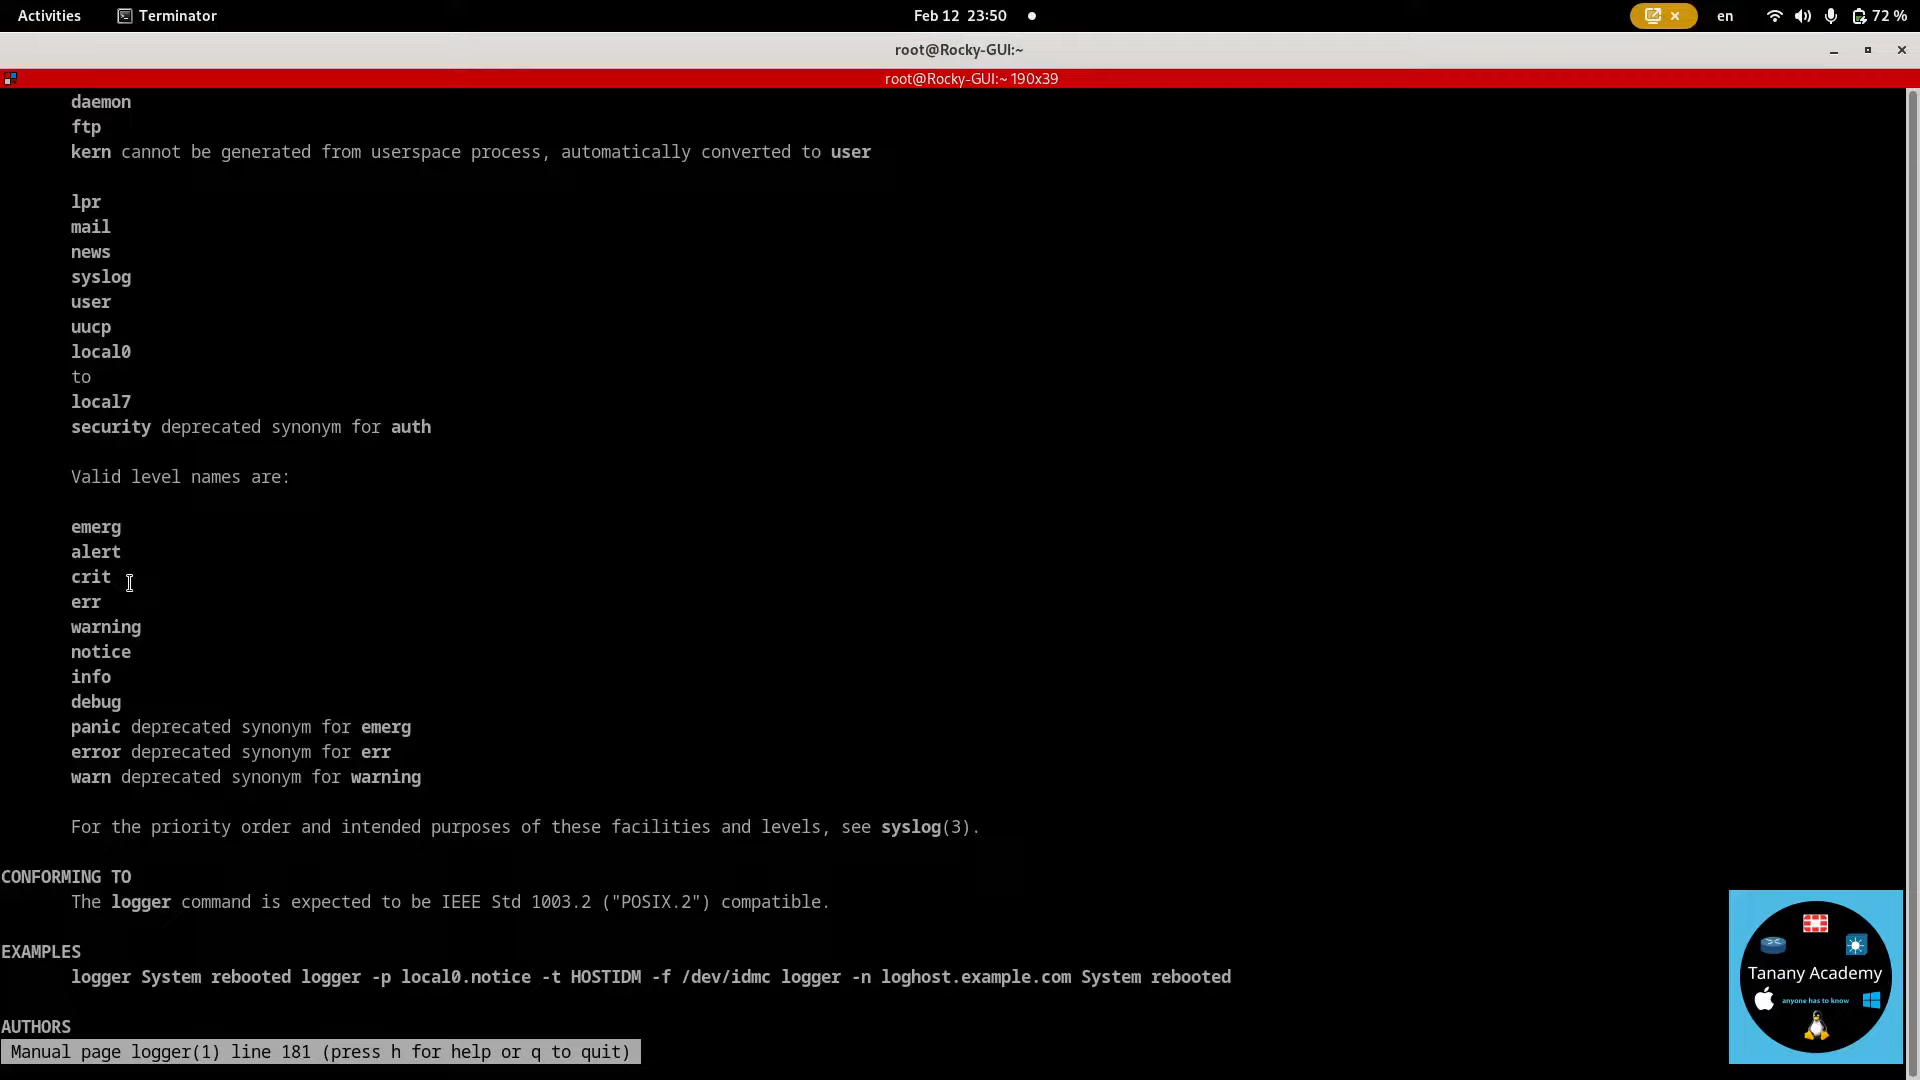 Activities Terminator Feb 12 23:50 en 72 %
root@Rocky-GUI:~
root@Rocky-GUI:~ 190x39
daemon
ftp
kern cannot be generated from userspace process, automatically converted to user
lpr
mail
news
syslog
user
uucp
local0
to
local7
security deprecated synonym for auth
Valid level names are:
emerg
alert
crit
err
warning
notice
info
debug
panic deprecated synonym for emerg
error deprecated synonym for err
warn deprecated synonym for warning
For the priority order and intended purposes of these facilities and levels, see syslog(3).
CONFORMING TO
The logger command is expected to be IEEE Std 1003.2 ("POSIX.2") compatible.
EXAMPLES
logger System rebooted logger -p local0.notice -t HOSTIDM -f /dev/idmc logger -n loghost.example.com System rebooted
AUTHORS
Manual page logger(1) line 181 (press h for help or q to quit)
Tanany Academy
anyone has to know